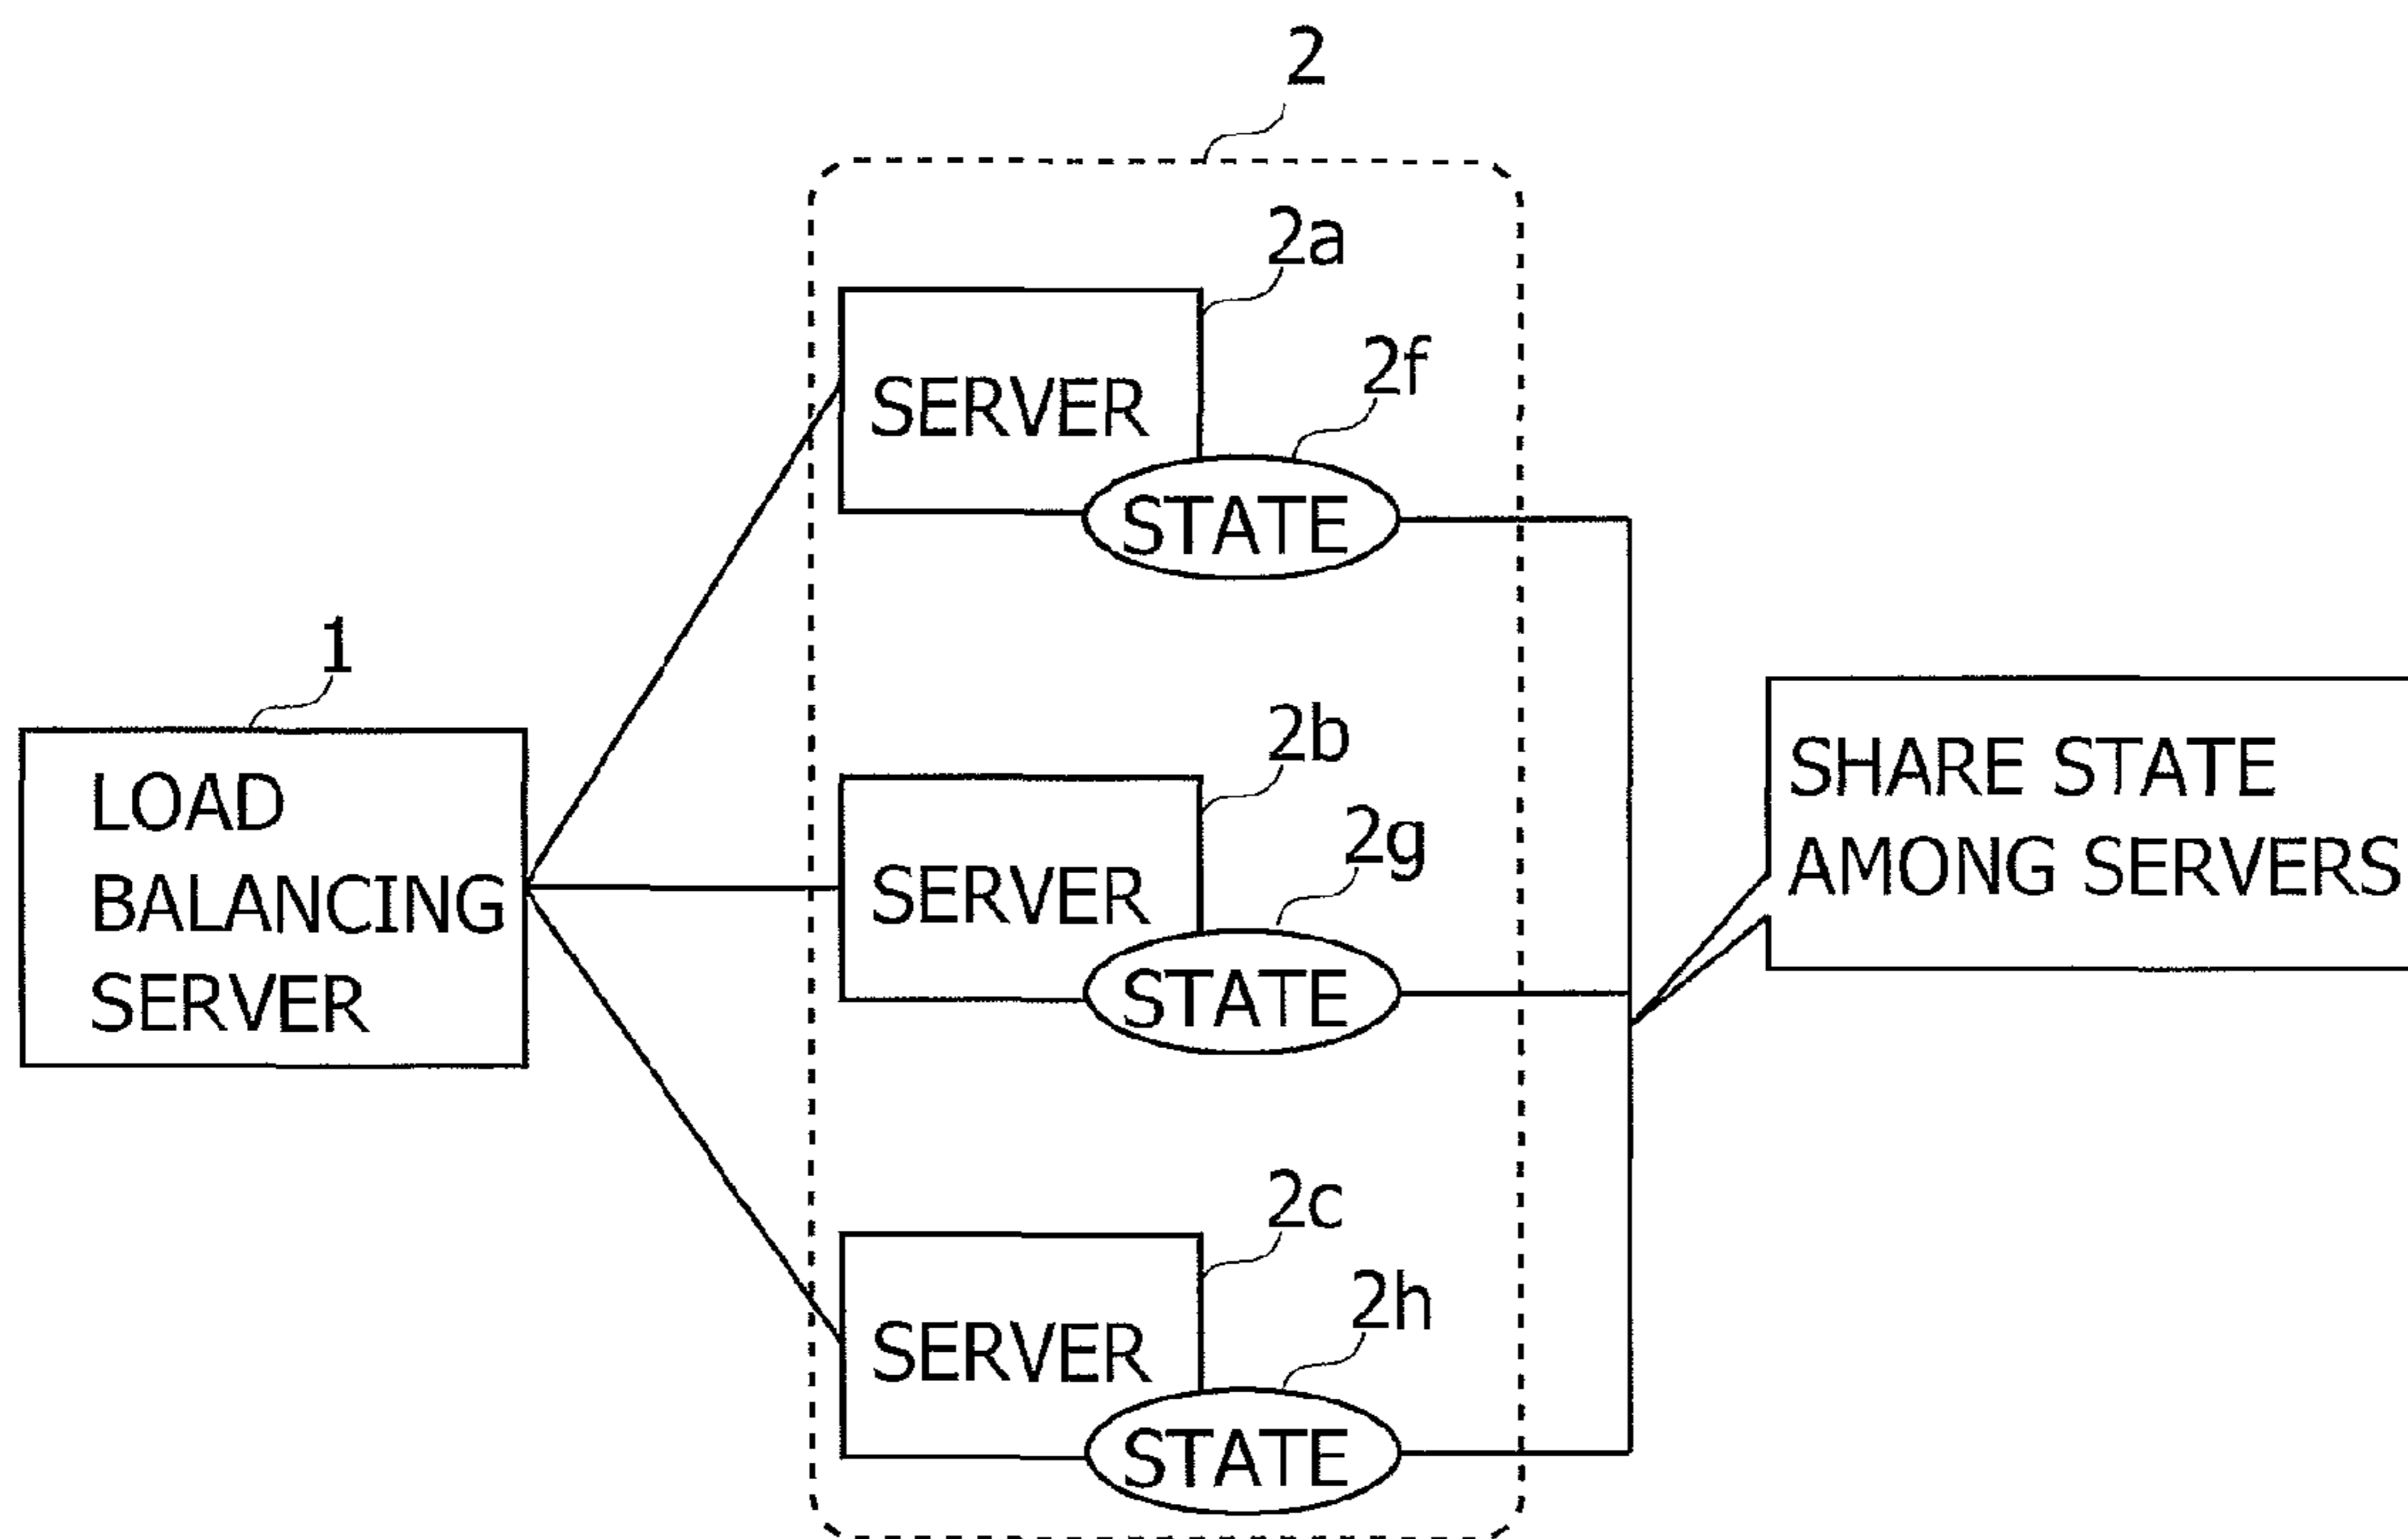 2
2a
SERVER
2f
STATE
1
LOAD
BALANCING
SERVER
2b
SERVER
2g
STATE
SHARE STATE
AMONG SERVERS
2c
SERVER
2h
STATE